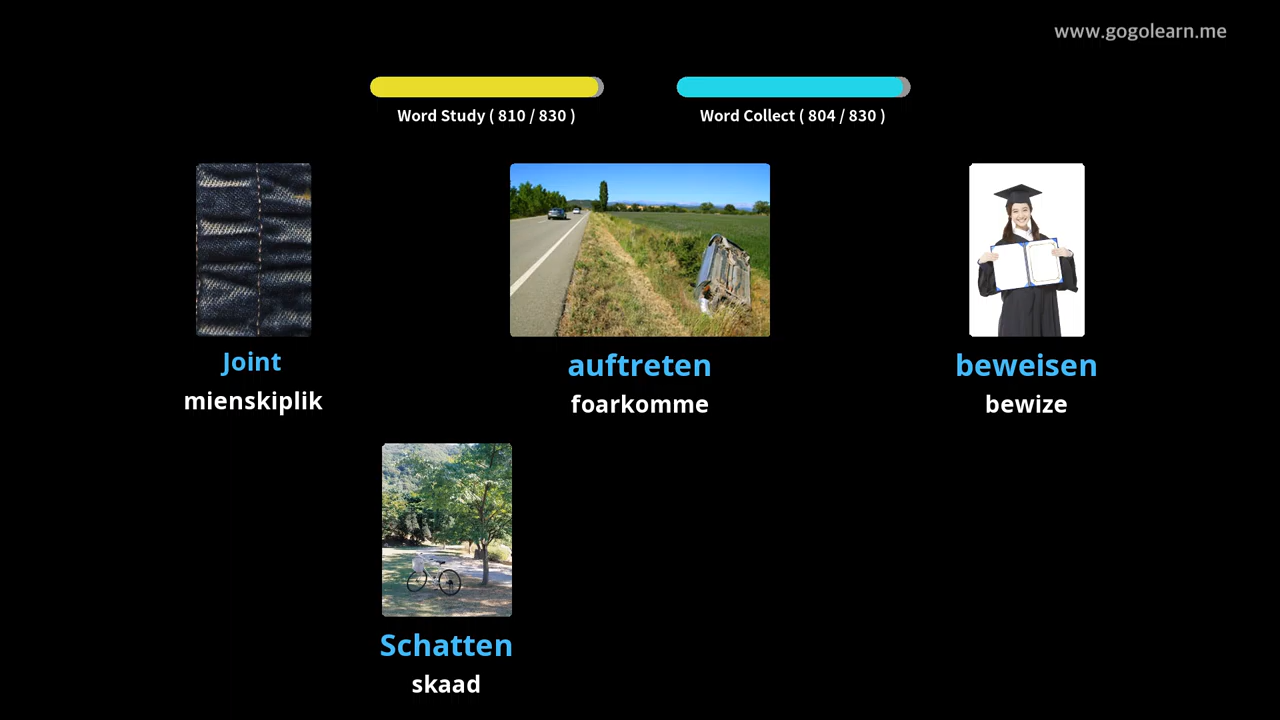 www.gogolearn.me
Word Study ( 810 / 830 )
Word Collect ( 804 / 830 )
Joint
mienskiplik
auftreten
foarkomme
beweisen
bewize
Schatten
skaad